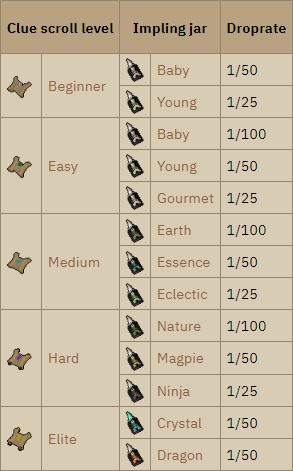 Clue scroll level Impling jar Droprate
Beginner Baby 1/50
Young 1/25
Easy Baby 1/100
Young 1/50
Gourmet 1/25
Medium Earth 1/100
Essence 1/50
Eclectic 1/25
Hard Nature 1/100
Magpie 1/50
Ninja 1/25
Elite Crystal 1/50
Dragon 1/50